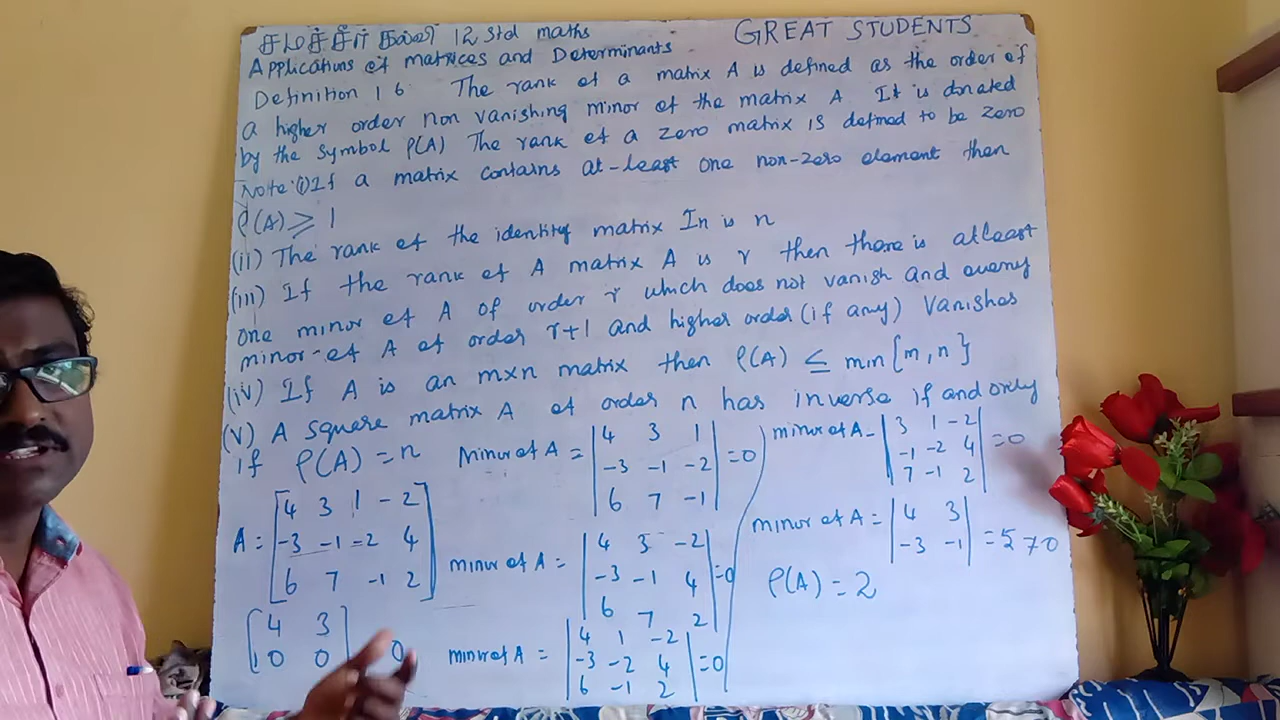 சமச்சீர் கல்வி 12 std maths GREAT STUDENTS
Applications of matrices and Determinants
Definition 1 6 The rank of a matrix A is defined as the order of
a higher order non vanishing minor of the matrix A It is donated
by the symbol ρ(A) The rank of a zero matrix is defined to be zero
Note:(i) If a matrix contains at-least one non-zero element then
ρ(A) ≥ 1
(ii) The rank of the identity matrix In is n
(iii) If the rank of A matrix A is r then there is atleast
one minor of A of order r which does not vanish and every
minor of A of order r+1 and higher order (if any) Vanishes
(iv) If A is an m×n matrix then ρ(A) ≤ min {m, n}
(v) A square matrix A of order n has inverse if and only
if ρ(A) = n
A = [4 3 1 -2
-3 -1 -2 4
6 7 -1 2]
[4 3
0 0] 0
Minor of A = |4 3 1
-3 -1 -2
6 7 -1| = 0
minor of A = |4 3 -2
-3 -1 4
6 7 2| = 0
minor of A = |4 1 -2
-3 -2 4
6 -1 2| = 0
minor of A = |3 1 -2
-1 -2 4
7 -1 2| = 0
minor of A = |4 3
-3 -1| = 5 ≠ 0
ρ(A) = 2